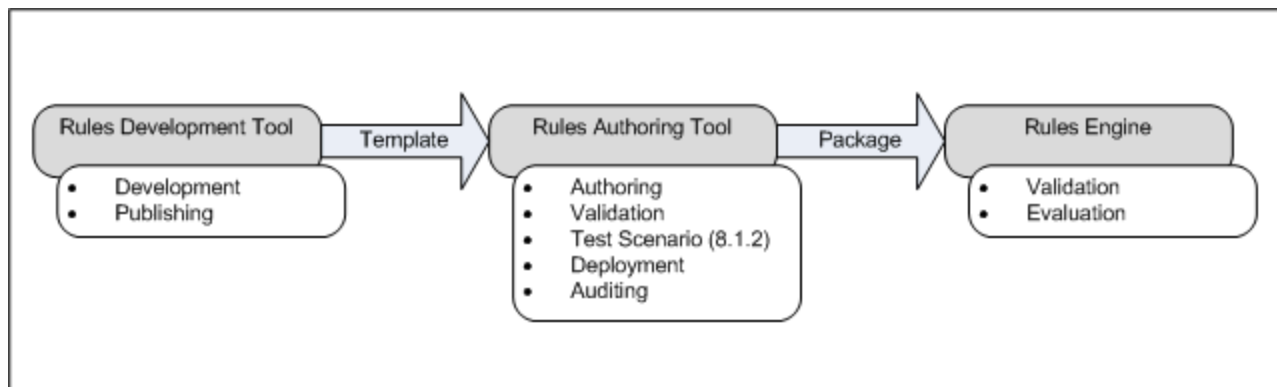 Rules Development Tool
• Development
• Publishing
Template
Rules Authoring Tool
• Authoring
• Validation
• Test Scenario (8.1.2)
• Deployment
• Auditing
Package
Rules Engine
• Validation
• Evaluation